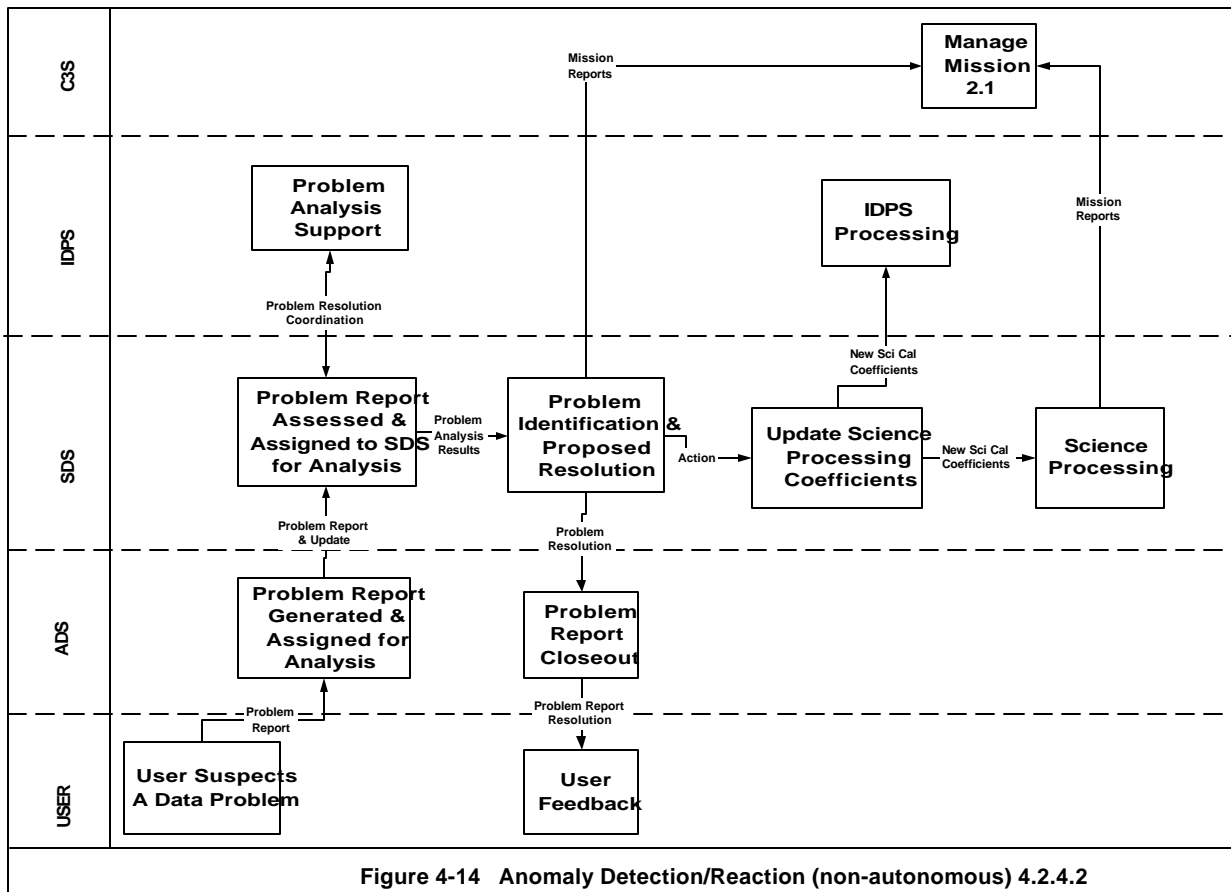 C3S
Mission
Reports
Manage
Mission
2.1
IDPS
Problem
Analysis
Support
IDPS
Processing
Mission
Reports
Problem Resolution
Coordination
New Sci Cal
Coefficients
SDS
Problem Report
Assessed &
Assigned to SDS
for Analysis
Problem
Analysis
Results
Problem
Identification &
Proposed
Resolution
Action
Update Science
Processing
Coefficients
New Sci Cal
Coefficients
Science
Processing
Problem Report
& Update
Problem
Resolution
ADS
Problem Report
Generated &
Assigned for
Analysis
Problem
Report
Closeout
Problem
Report
Problem Report
Resolution
USER
User Suspects
A Data Problem
User
Feedback
Figure 4-14 Anomaly Detection/Reaction (non-autonomous) 4.2.4.2